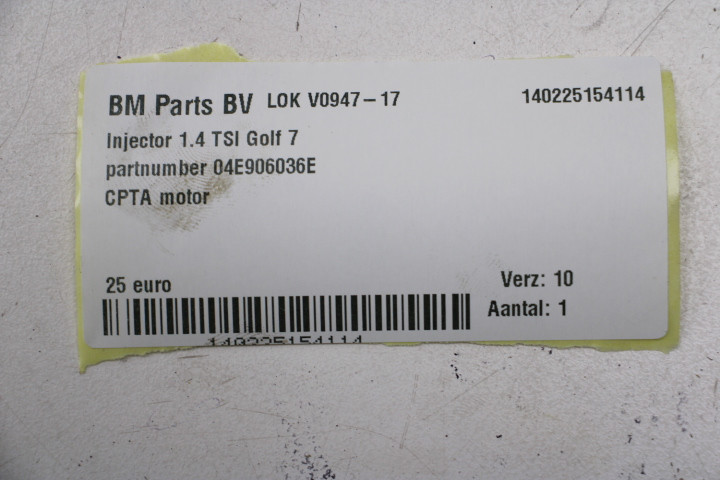 BM Parts BV LOK V0947-17 140225154114
Injector 1.4 TSI Golf 7
partnumber 04E906036E
CPTA motor
25 euro Verz: 10
Aantal: 1
140225154114